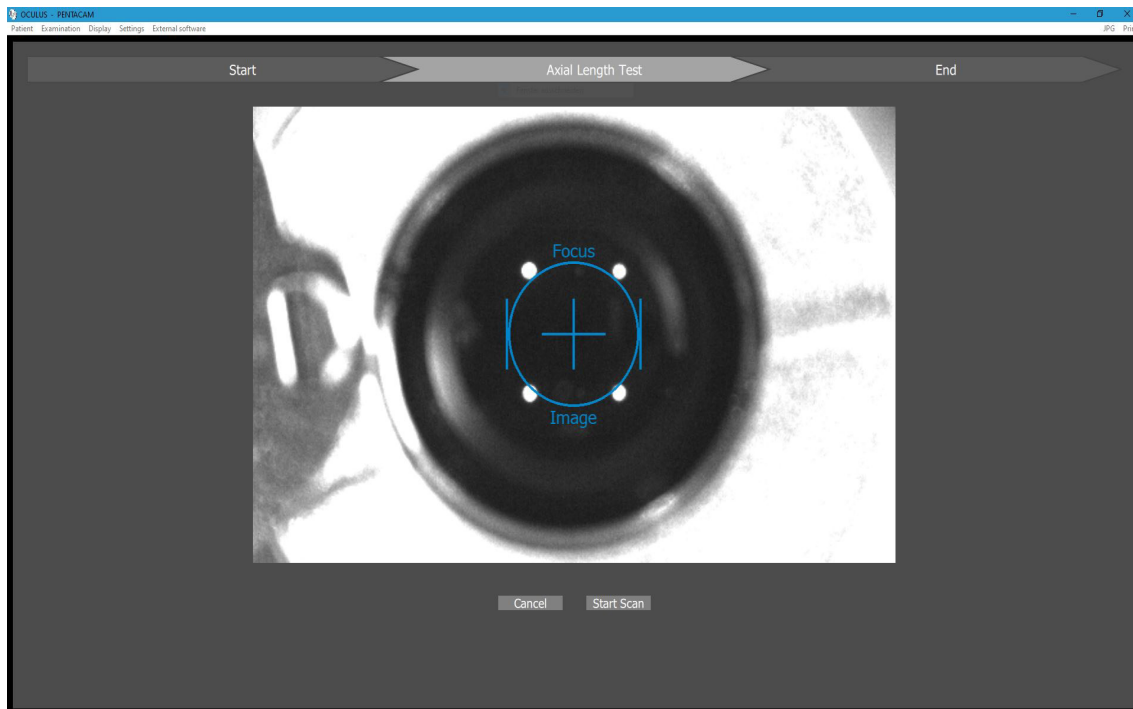 OCULUS - PENTACAM
Patient Examination Display Settings External software JPG Pri
Start Axial Length Test End
Focus
Image
Cancel Start Scan